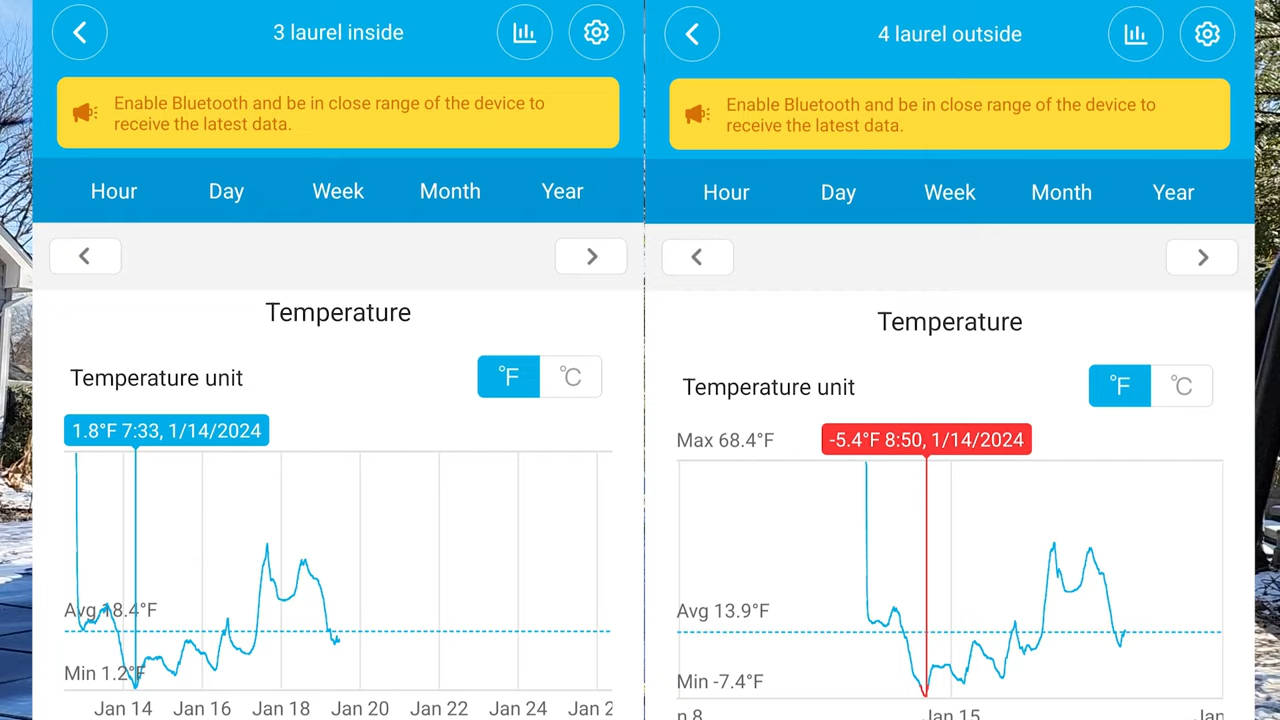 3 laurel inside
Enable Bluetooth and be in close range of the device to
receive the latest data.
Hour Day Week Month Year
Temperature
Temperature unit °F °C
1.8°F 7:33, 1/14/2024
Avg 18.4°F
Min 1.2°F
Jan 14 Jan 16 Jan 18 Jan 20 Jan 22 Jan 24 Jan 2
4 laurel outside
Enable Bluetooth and be in close range of the device to
receive the latest data.
Hour Day Week Month Year
Temperature
Temperature unit °F °C
Max 68.4°F -5.4°F 8:50, 1/14/2024
Avg 13.9°F
Min -7.4°F
n 8 Jan 15 Jan